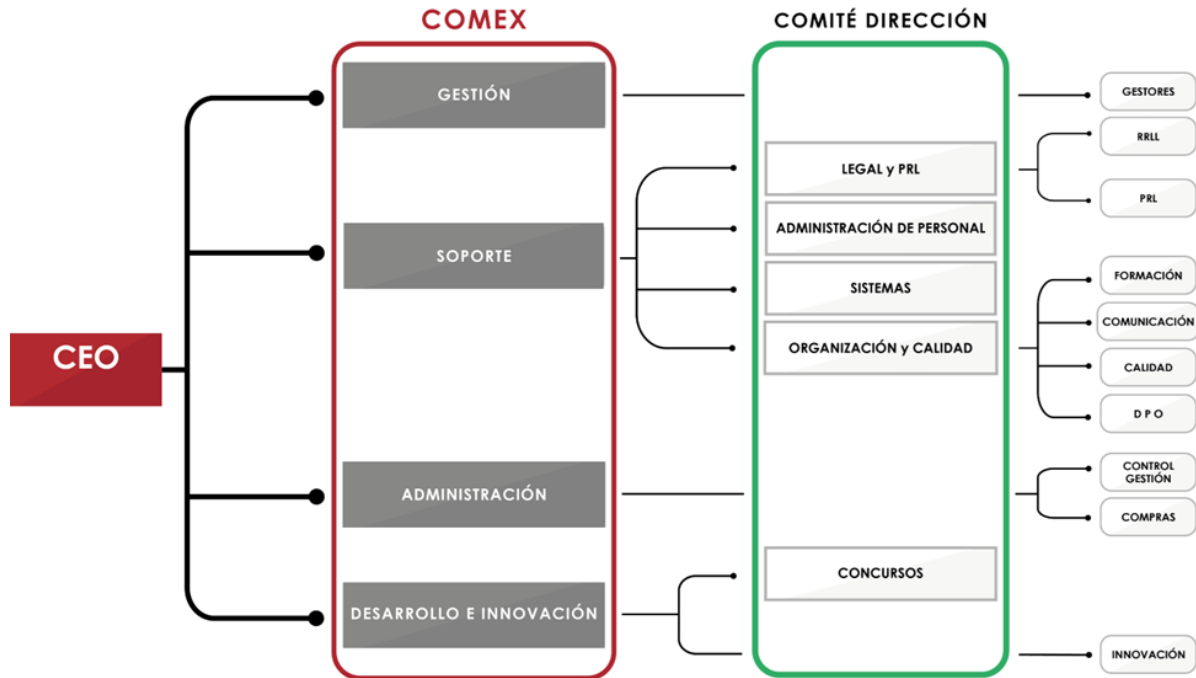 COMEX
COMITÉ DIRECCIÓN
CEO
GESTIÓN
SOPORTE
ADMINISTRACIÓN
DESARROLLO E INNOVACIÓN
LEGAL y PRL
ADMINISTRACIÓN DE PERSONAL
SISTEMAS
ORGANIZACIÓN y CALIDAD
CONCURSOS
GESTORES
RRLL
PRL
FORMACIÓN
COMUNICACIÓN
CALIDAD
D P O
CONTROL
GESTIÓN
COMPRAS
INNOVACIÓN